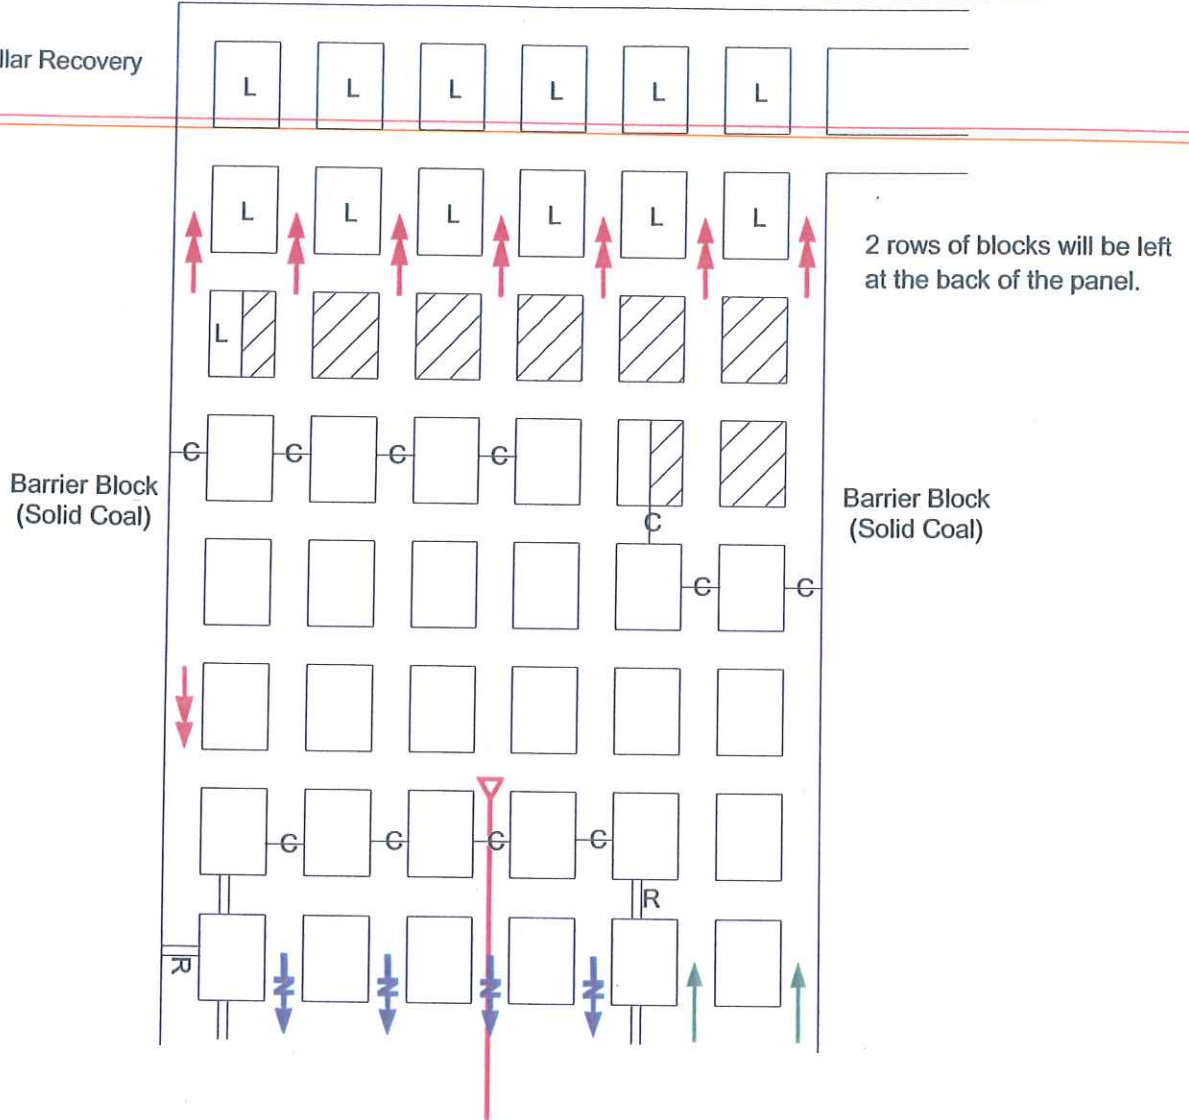 llar Recovery
L L L L L L
L L L L L L
2 rows of blocks will be left
at the back of the panel.
L
C C C C
Barrier Block
(Solid Coal)
Barrier Block
(Solid Coal)
C
C C
C C C C
R
R
N N N N